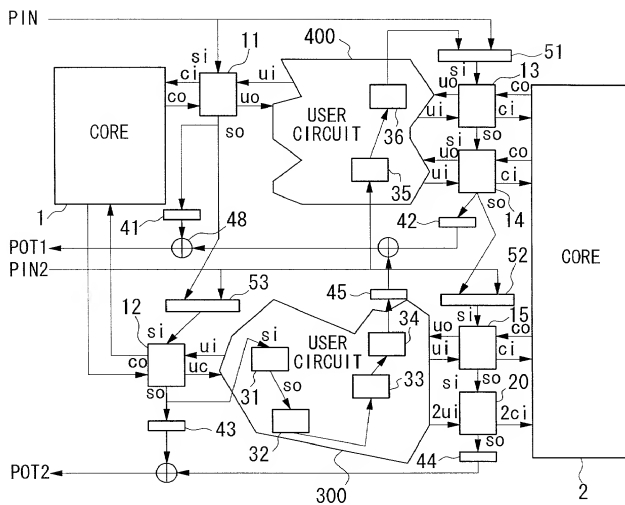 PIN
11
400
51
si
ci
ui
si
13
co
uo
uo
co
CORE
USER
CIRCUIT
36
ui
ci
so
si
so
uo
co
35
ui
ci
1
41
so
14
48
42
POT1
PIN2
CORE
53
45
52
12
si
si
15
USER
CIRCUIT
34
uo
co
ui
si
ui
ci
co
uc
31
so
33
si
so
20
so
2ui
2ci
43
32
so
44
POT2
300
2